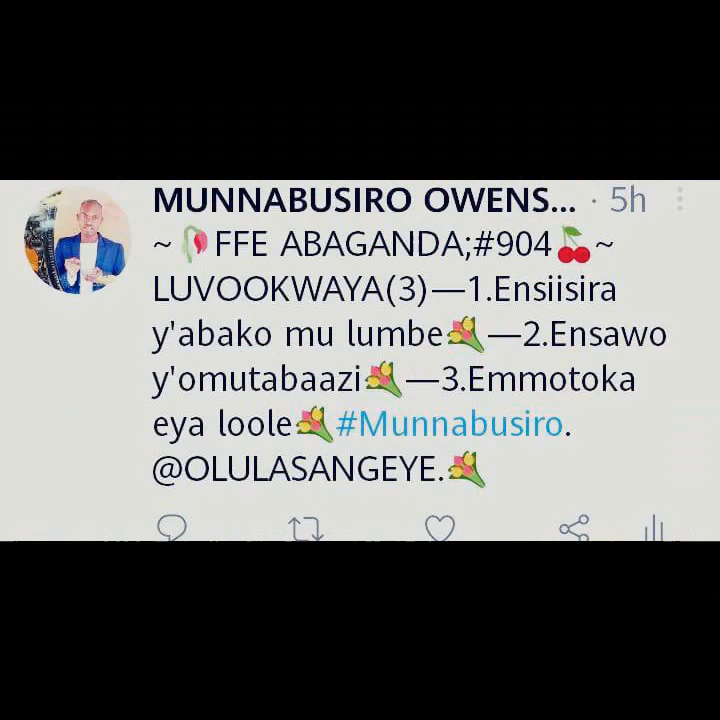 MUNNABUSIRO OWENS... · 5h
~🥀FFE ABAGANDA;#904🍒~
LUVOOKWAYA(3)—1.Ensiisira
y'abako mu lumbe💐—2.Ensawo
y'omutabaazi💐—3.Emmotoka
eya loole💐#Munnabusiro.
@OLULASANGEYE.💐